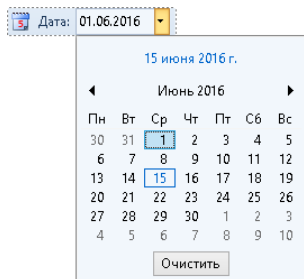 Дата: 01.06.2016
15 июня 2016 г.
Июнь 2016
Пн Вт Ср Чт Пт Сб Вс
30 31 1 2 3 4 5
6 7 8 9 10 11 12
13 14 15 16 17 18 19
20 21 22 23 24 25 26
27 28 29 30 1 2 3
4 5 6 7 8 9 10
Очистить